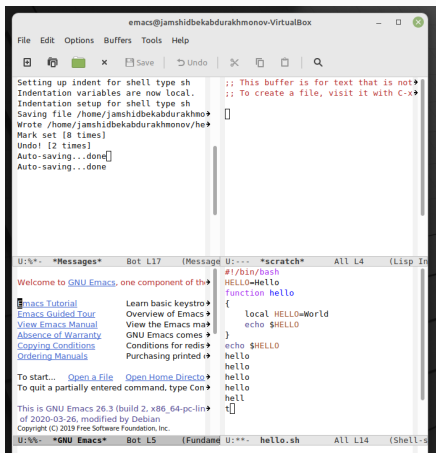 emacs@jamshidbekabdurakhmonov-VirtualBox
File Edit Options Buffers Tools Help
Save Undo
Setting up indent for shell type sh
Indentation variables are now local.
Indentation setup for shell type sh
Saving file /home/jamshidbekabdurakhmo
Wrote /home/jamshidbekabdurakhmonov/he
Mark set [8 times]
Undo! [2 times]
Auto-saving...done
Auto-saving...done
U:%*- *Messages* Bot L17 (Message
;; This buffer is for text that is not
;; To create a file, visit it with C-x
U:--- *scratch* All L4 (Lisp In
Welcome to GNU Emacs, one component of the
Emacs Tutorial Learn basic keystro
Emacs Guided Tour Overview of Emacs
View Emacs Manual View the Emacs ma
Absence of Warranty GNU Emacs comes
Copying Conditions Conditions for redis
Ordering Manuals Purchasing printed
To start... Open a File Open Home Directo
To quit a partially entered command, type Con
This is GNU Emacs 26.3 (build 2, x86_64-pc-lin
of 2020-03-26, modified by Debian
Copyright (C) 2019 Free Software Foundation, Inc.
U:%%- *GNU Emacs* Bot L5 (Fundame
#!/bin/bash
HELLO=Hello
function hello
{
local HELLO=World
echo $HELLO
}
echo $HELLO
hello
hello
hello
hello
hell
t
U:**- hello.sh All L14 (Shell-s